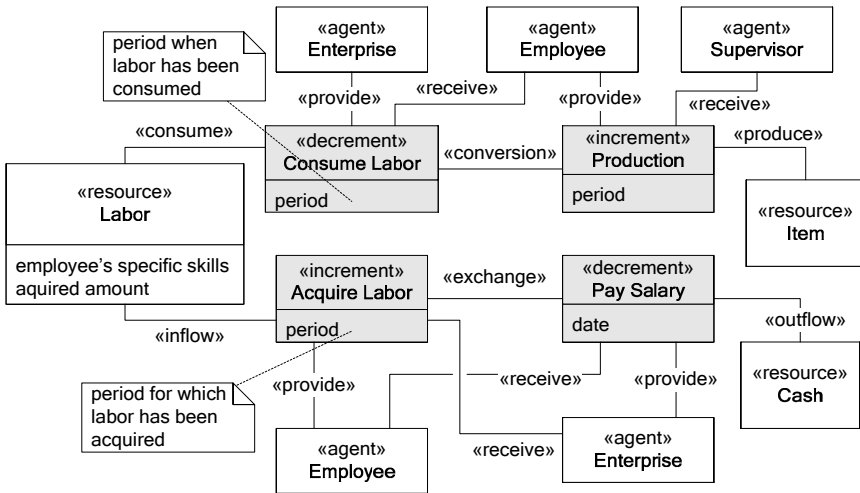 period when
labor has been
consumed
«agent»
Enterprise
«agent»
Employee
«agent»
Supervisor
«provide»
«receive»
«provide»
«receive»
«consume»
«decrement»
Consume Labor
period
«conversion»
«increment»
Production
period
«produce»
«resource»
Labor
employee's specific skills
aquired amount
«resource»
Item
«increment»
Acquire Labor
period
«exchange»
«decrement»
Pay Salary
date
«inflow»
«outflow»
«resource»
Cash
period for which
labor has been
acquired
«provide»
«receive»
«provide»
«receive»
«agent»
Employee
«agent»
Enterprise